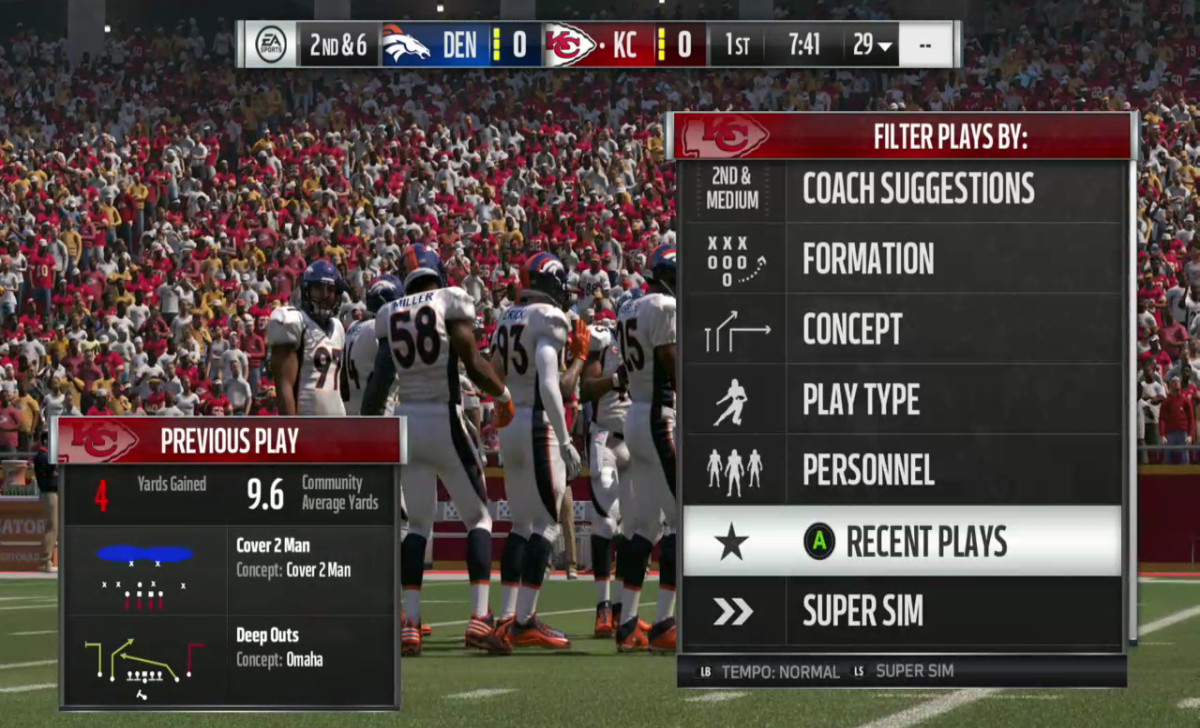 EA SPORTS 2ND & 6 DEN 0 KC 0 1ST 7:41 29 --
KC FILTER PLAYS BY:
2ND &
MEDIUM
COACH SUGGESTIONS
X X X
O O O
O
FORMATION
CONCEPT
PLAY TYPE
PERSONNEL
A RECENT PLAYS
SUPER SIM
LB TEMPO: NORMAL LS SUPER SIM
MILLER
58
93
KC PREVIOUS PLAY
4 Yards Gained
9.6 Community
Average Yards
Cover 2 Man
Concept: Cover 2 Man
Deep Outs
Concept: Omaha